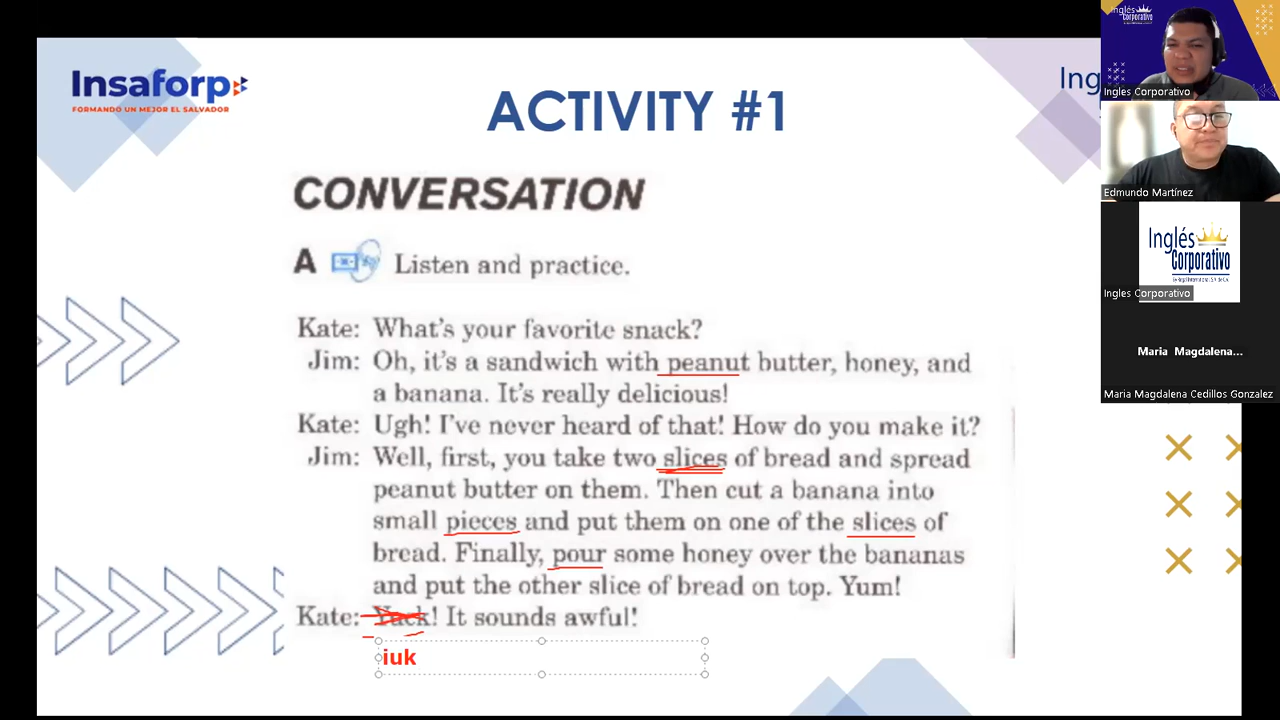 Insaforp
FORMANDO UN MEJOR EL SALVADOR
ACTIVITY #1
Ing
CONVERSATION
A Listen and practice.
Kate: What's your favorite snack?
Jim: Oh, it's a sandwich with peanut butter, honey, and
a banana. It's really delicious!
Kate: Ugh! I've never heard of that! How do you make it?
Jim: Well, first, you take two slices of bread and spread
peanut butter on them. Then cut a banana into
small pieces and put them on one of the slices of
bread. Finally, pour some honey over the bananas
and put the other slice of bread on top. Yum!
Kate: Yuck! It sounds awful!
iuk
Inglés
Corporativo
Ingles Corporativo
Edmundo Martínez
Inglés
Corporativo
Ingles Corporativo
Maria Magdalena...
Maria Magdalena Cedillos Gonzalez